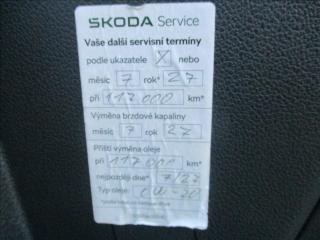 SKODA Service
Vaše další servisní termíny
podle ukazatele X nebo
měsíc 7 rok* 27
při 117 000 km*
Výměna brzdové kapaliny
měsíc 7 rok 27
Příští výměna oleje
při 117 000 km*
nejpozději dne* 7/27
Typ oleje: 0W-20